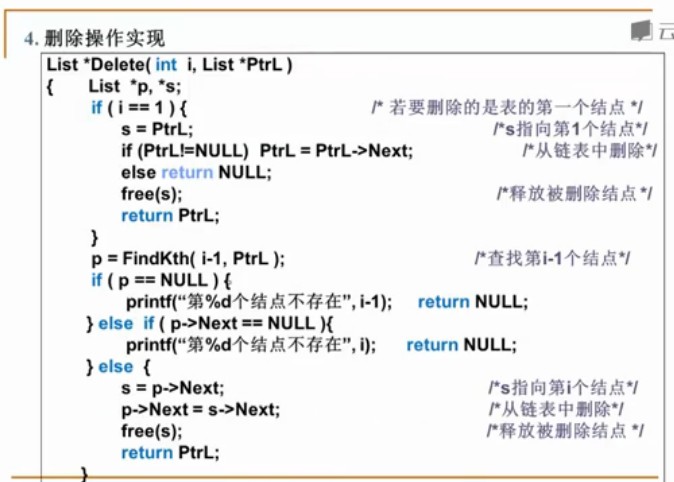 4. 删除操作实现
云
List *Delete( int i, List *PtrL )
{ List *p, *s;
if ( i == 1 ) { /* 若要删除的是表的第一个结点 */
s = PtrL; /*s指向第1个结点*/
if (PtrL!=NULL) PtrL = PtrL->Next; /*从链表中删除*/
else return NULL;
free(s); /*释放被删除结点 */
return PtrL;
}
p = FindKth( i-1, PtrL ); /*查找第i-1个结点*/
if ( p == NULL ) {
printf(“第%d个结点不存在”, i-1); return NULL;
} else if ( p->Next == NULL ){
printf(“第%d个结点不存在”, i); return NULL;
} else {
s = p->Next; /*s指向第i个结点*/
p->Next = s->Next; /*从链表中删除*/
free(s); /*释放被删除结点 */
return PtrL;
}